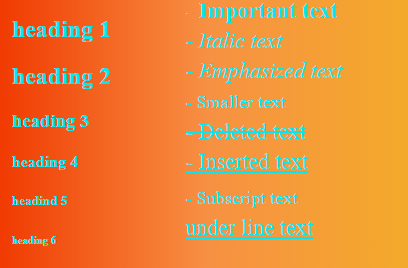 heading 1
heading 2
heading 3
heading 4
headind 5
heading 6
- Important text
- Italic text
- Emphasized text
- Smaller text
- Deleted text
- Inserted text
- Subscript text
under line text